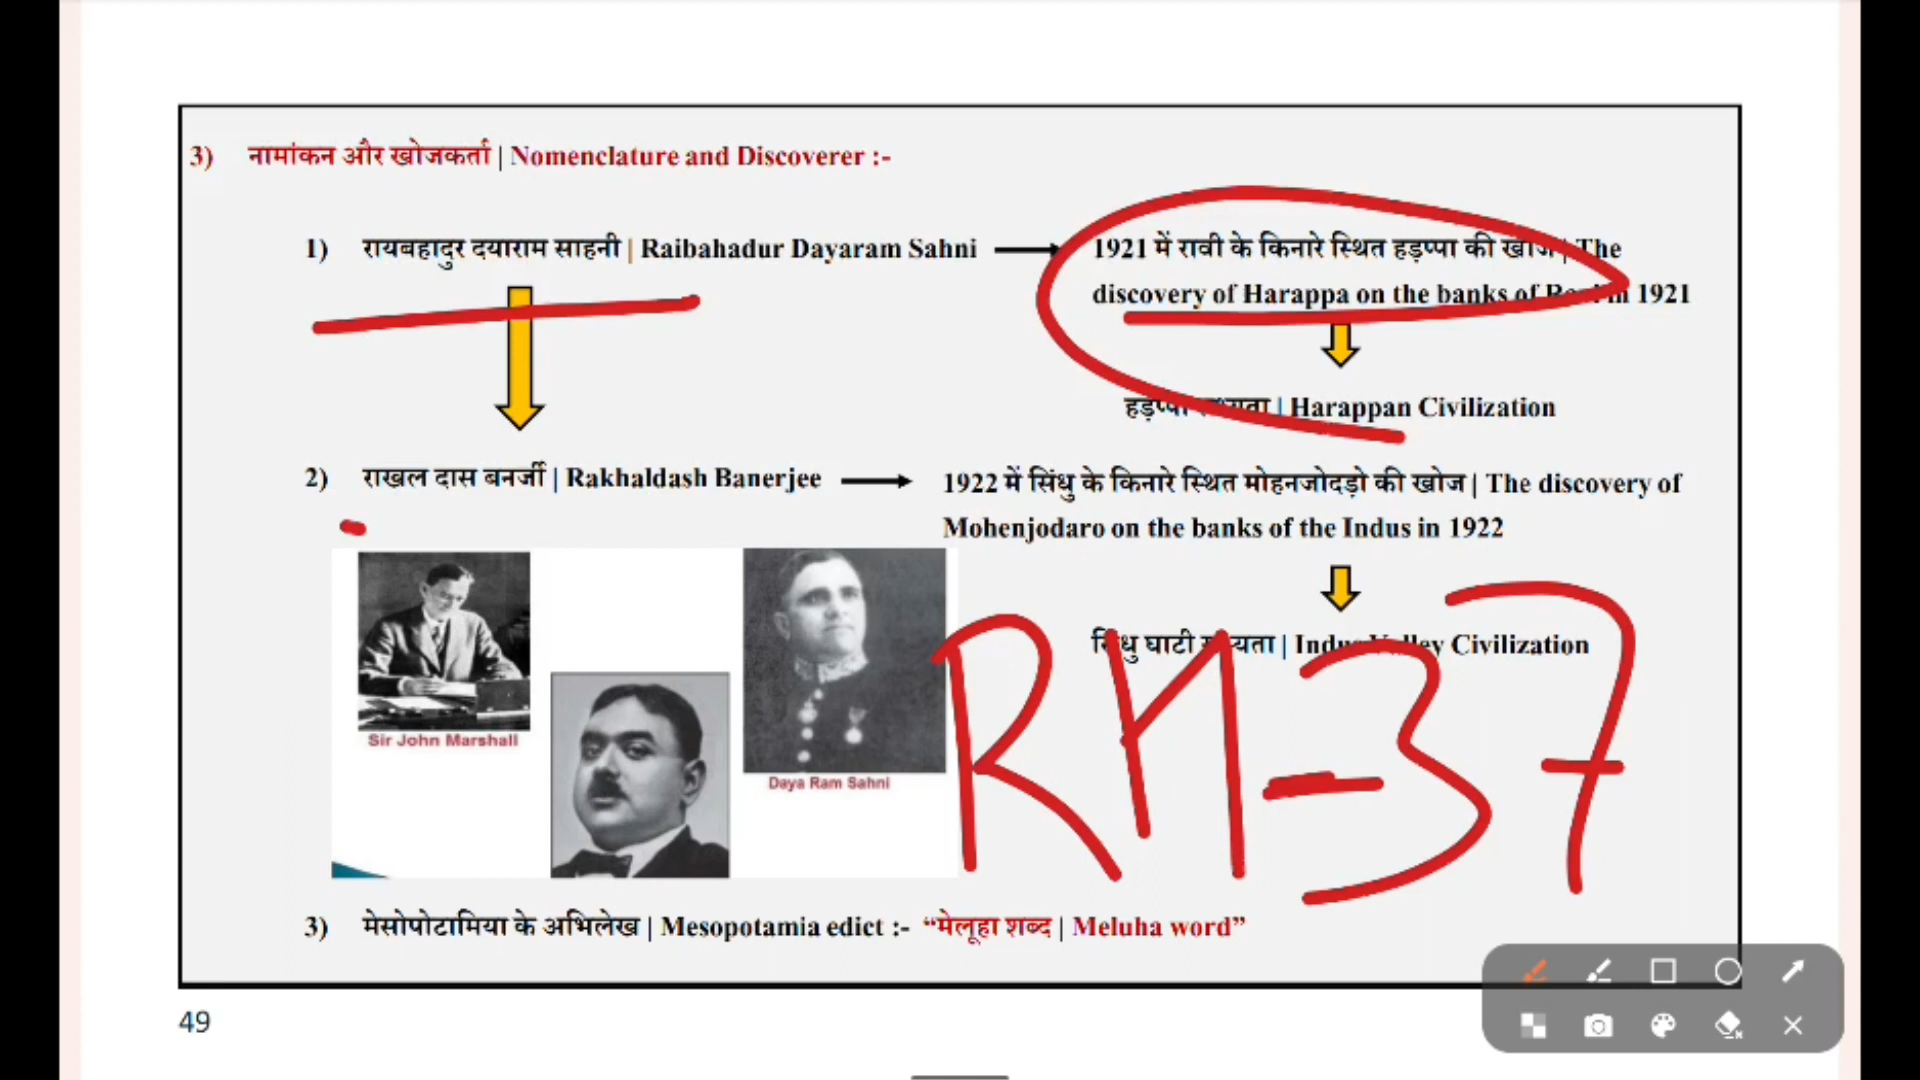 3) नामांकन और खोजकर्ता | Nomenclature and Discoverer :-
1) रायबहादुर दयाराम साहनी | Raibahadur Dayaram Sahni
1921 में रावी के किनारे स्थित हड़प्पा की खोज | The
discovery of Harappa on the banks of in 1921
| Harappan Civilization
2) राखल दास बनर्जी | Rakhaldash Banerjee
1922 में सिंधु के किनारे स्थित मोहनजोदड़ो की खोज | The discovery of
Mohenjodaro on the banks of the Indus in 1922
घाटी | Civilization
Sir John Marshall
Daya Ram Sahni
RH-37
3) मेसोपोटामिया के अभिलेख | Mesopotamia edict :- “मेलूहा शब्द | Meluha word”
49